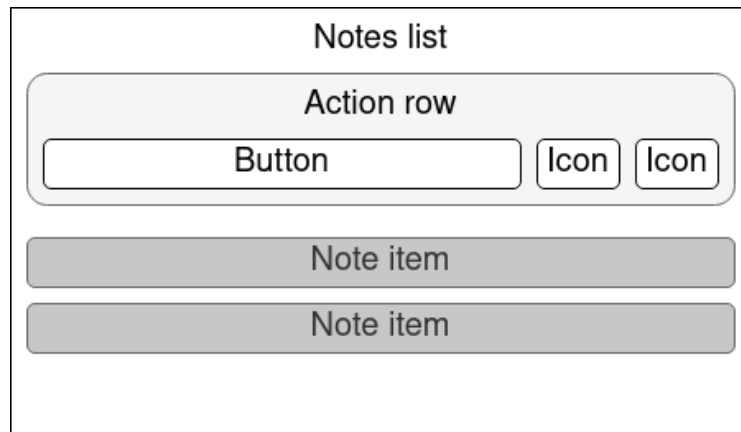 Notes list
Action row
Button Icon Icon
Note item
Note item